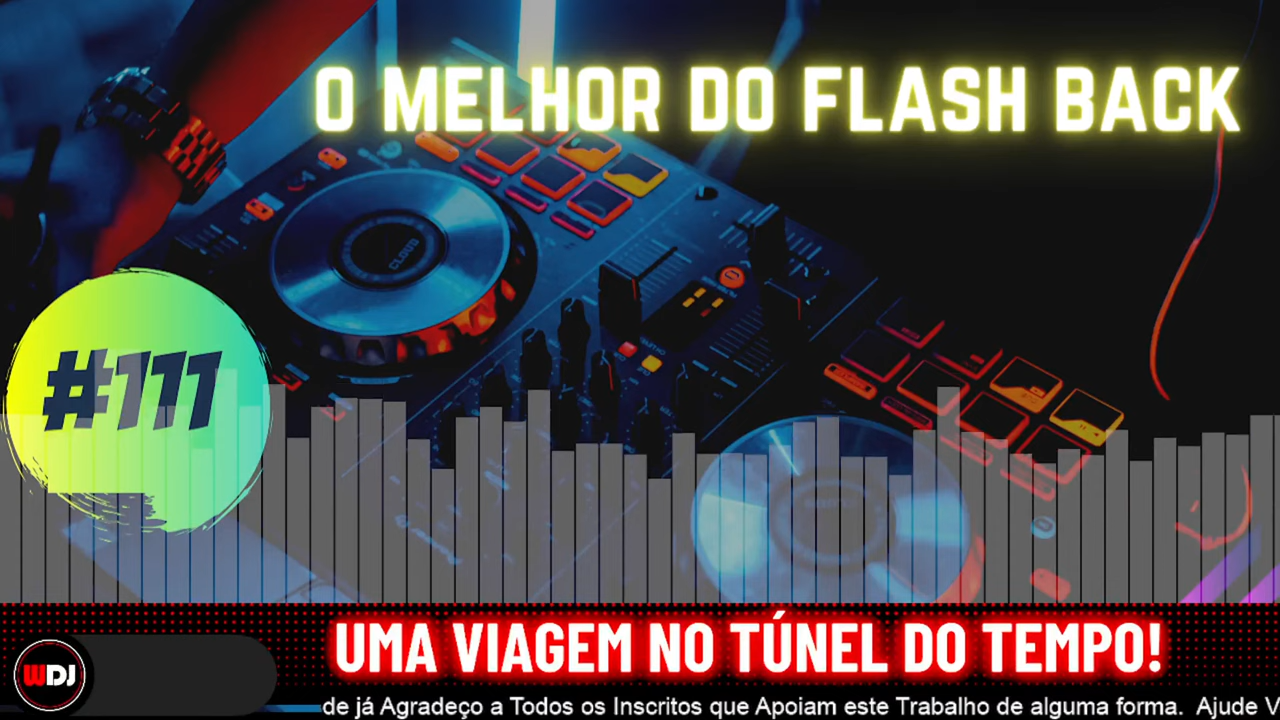 O MELHOR DO FLASH BACK
CLOUD
#111
UMA VIAGEM NO TÚNEL DO TEMPO!
WDJ
de já Agradeço a Todos os Inscritos que Apoiam este Trabalho de alguma forma. Ajude V